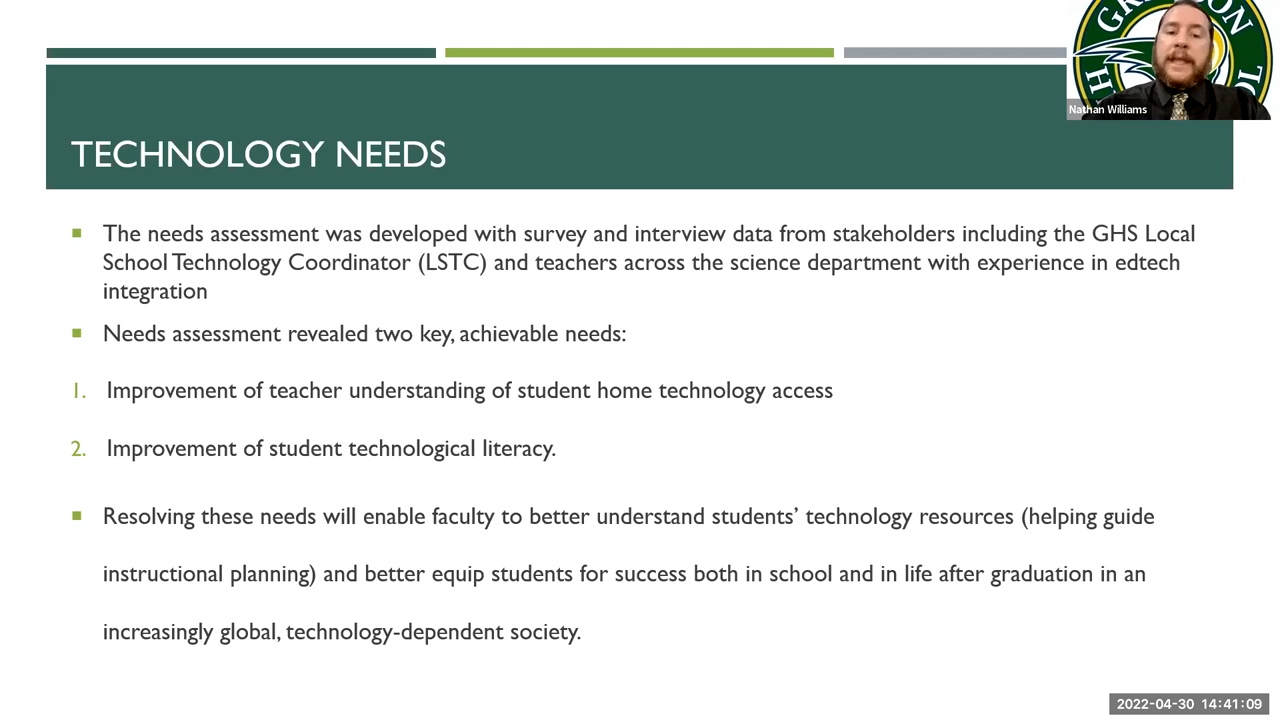 Nathan Williams
TECHNOLOGY NEEDS
The needs assessment was developed with survey and interview data from stakeholders including the GHS Local
School Technology Coordinator (LSTC) and teachers across the science department with experience in edtech
integration
Needs assessment revealed two key, achievable needs:
1. Improvement of teacher understanding of student home technology access
2. Improvement of student technological literacy.
Resolving these needs will enable faculty to better understand students’ technology resources (helping guide
instructional planning) and better equip students for success both in school and in life after graduation in an
increasingly global, technology-dependent society.
2022-04-30 14:41:09